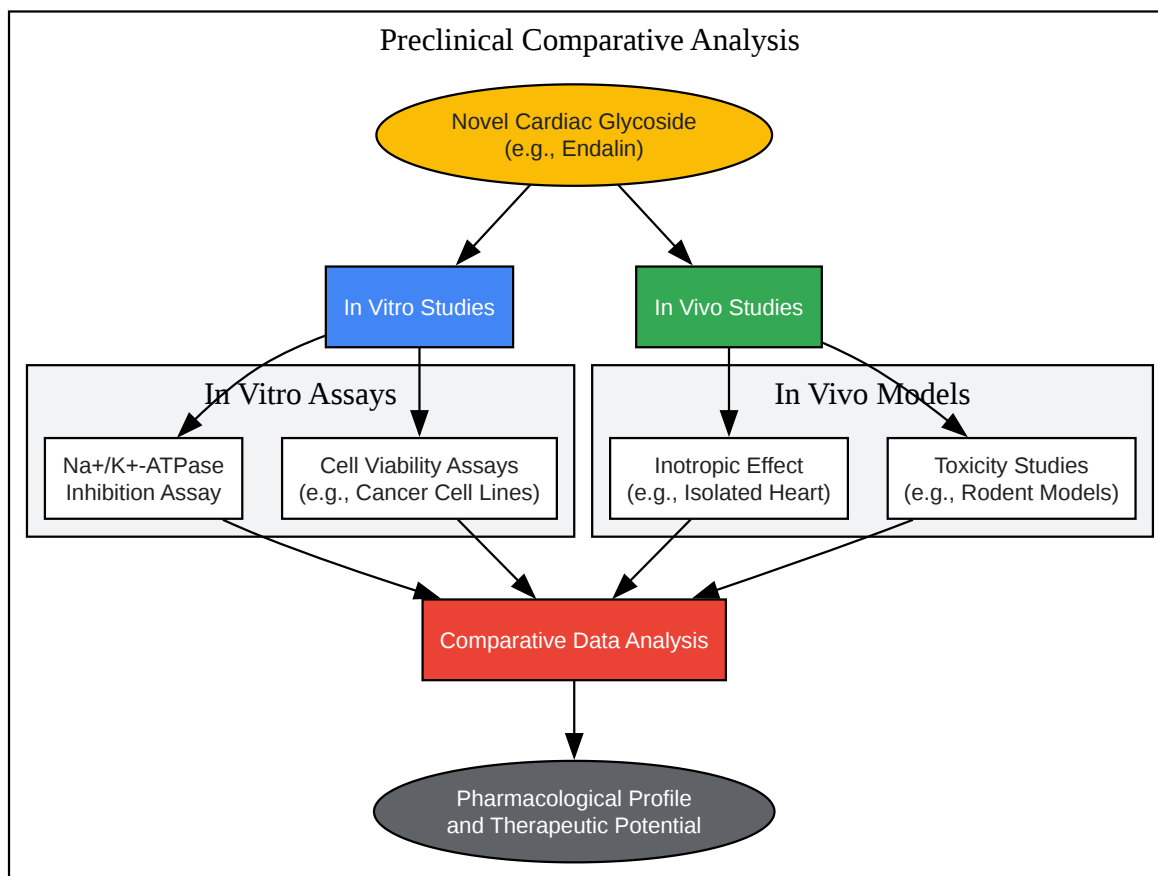 Preclinical Comparative Analysis
Novel Cardiac Glycoside
(e.g., Endalin)
In Vitro Studies
In Vivo Studies
In Vitro Assays
In Vivo Models
Na+/K+-ATPase
Inhibition Assay
Cell Viability Assays
(e.g., Cancer Cell Lines)
Inotropic Effect
(e.g., Isolated Heart)
Toxicity Studies
(e.g., Rodent Models)
Comparative Data Analysis
Pharmacological Profile
and Therapeutic Potential